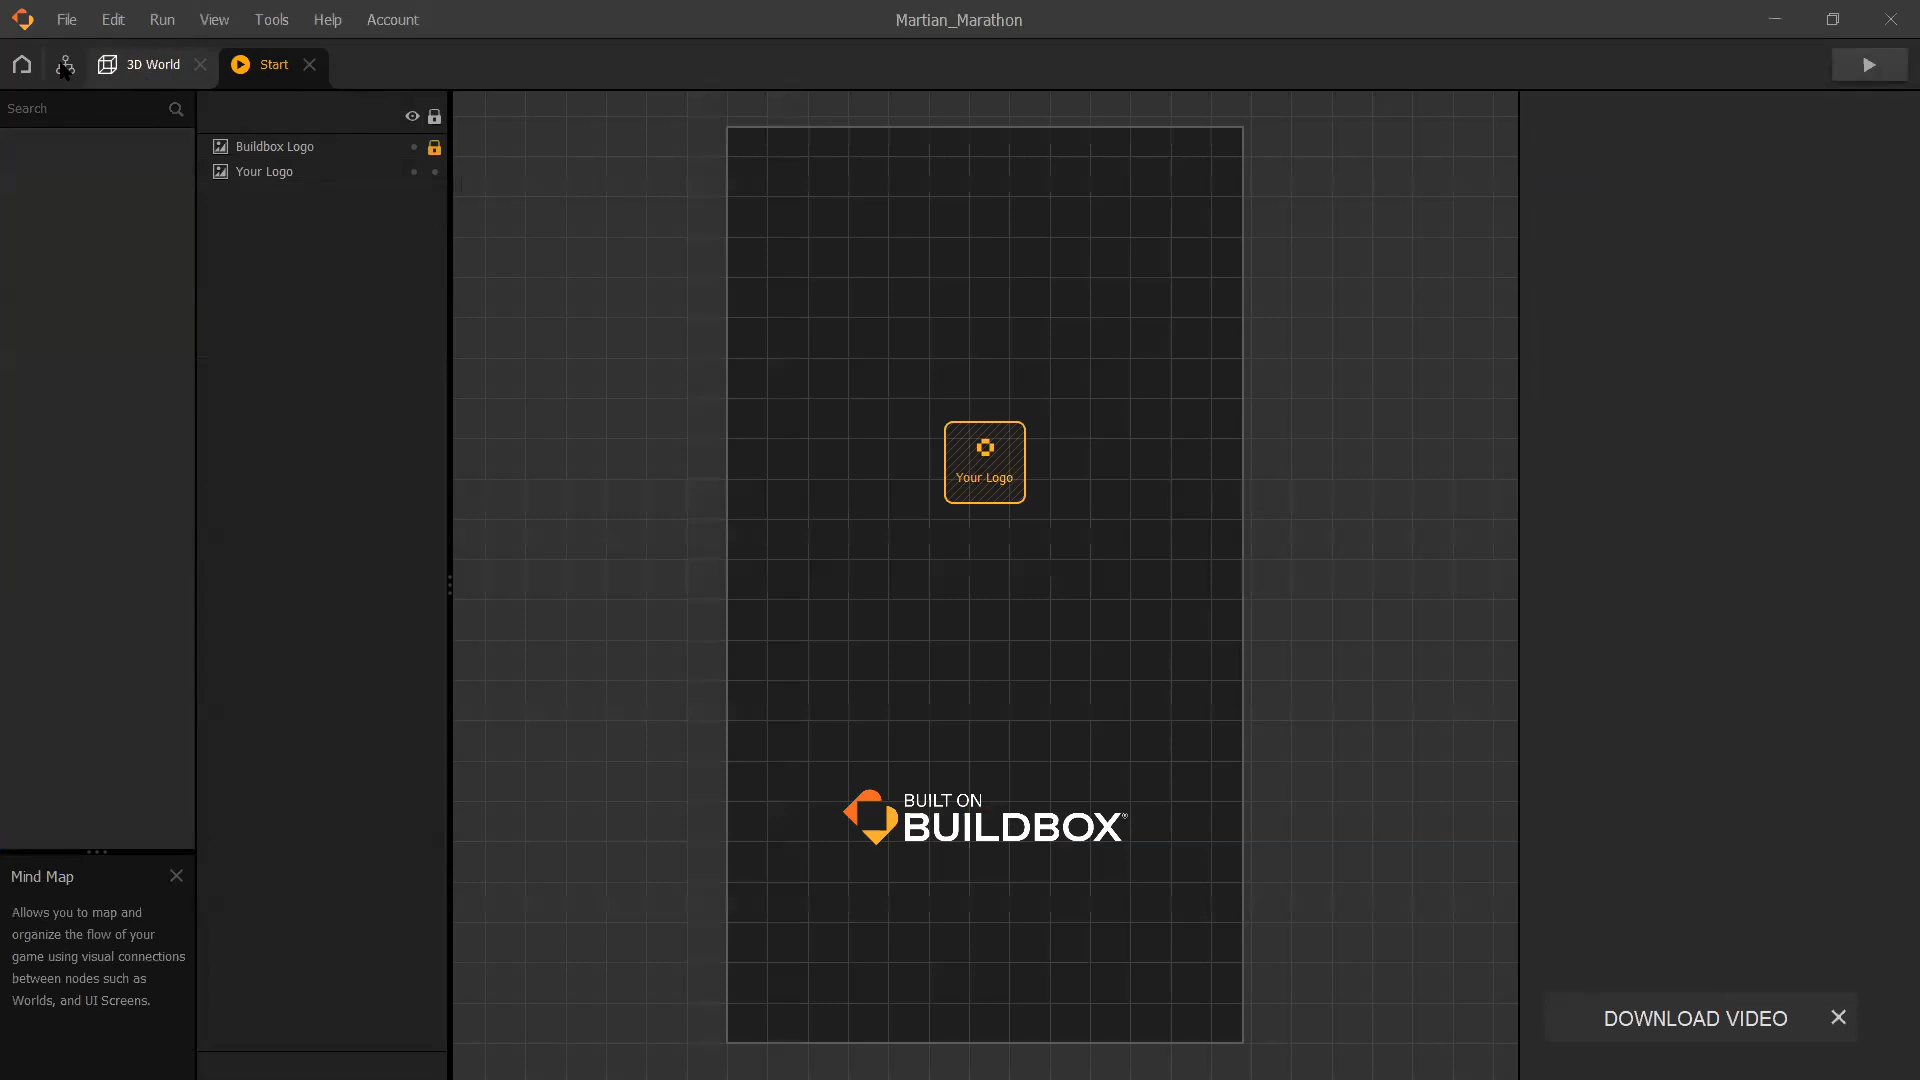 File Edit Run View Tools Help Account
Martian_Marathon
3D World
Start
Search
Buildbox Logo
Your Logo
Your Logo
BUILT ON
BUILDBOX®
Mind Map
Allows you to map and
organize the flow of your
game using visual connections
between nodes such as
Worlds, and UI Screens.
DOWNLOAD VIDEO